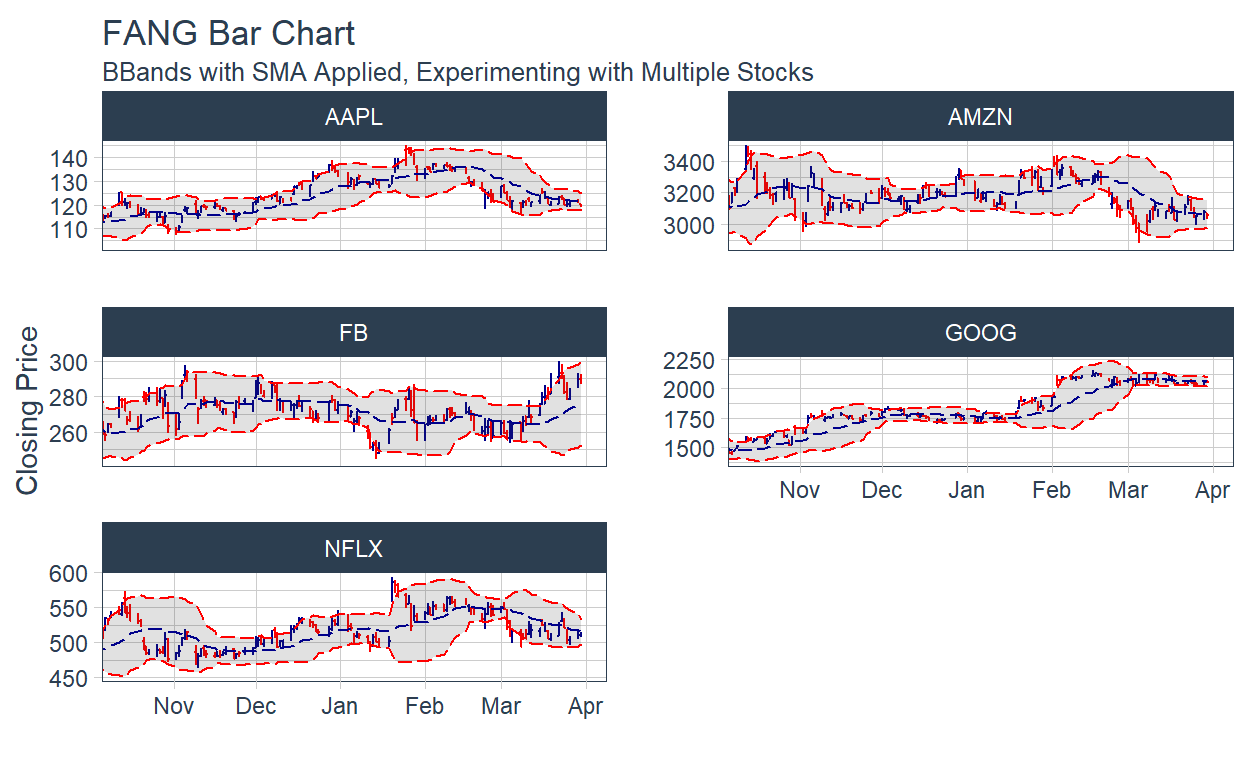 FANG Bar Chart
BBands with SMA Applied, Experimenting with Multiple Stocks
AAPL
140
130
120
110
AMZN
3400
3200
3000
Closing Price
FB
300
280
260
GOOG
2250
2000
1750
1500
Nov Dec Jan Feb Mar Apr
NFLX
600
550
500
450
Nov Dec Jan Feb Mar Apr